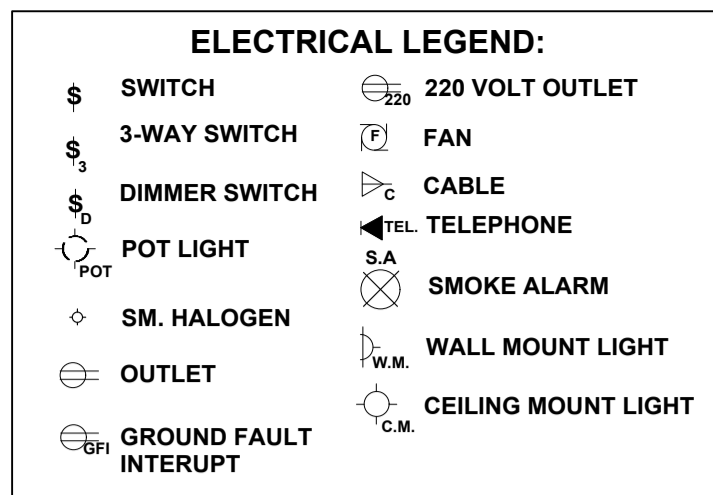 ELECTRICAL LEGEND:
$ SWITCH
$3 3-WAY SWITCH
$D DIMMER SWITCH
POT POT LIGHT
SM. HALOGEN
OUTLET
GFI GROUND FAULT
INTERUPT
220 220 VOLT OUTLET
F FAN
C CABLE
TEL. TELEPHONE
S.A
SMOKE ALARM
W.M. WALL MOUNT LIGHT
C.M. CEILING MOUNT LIGHT